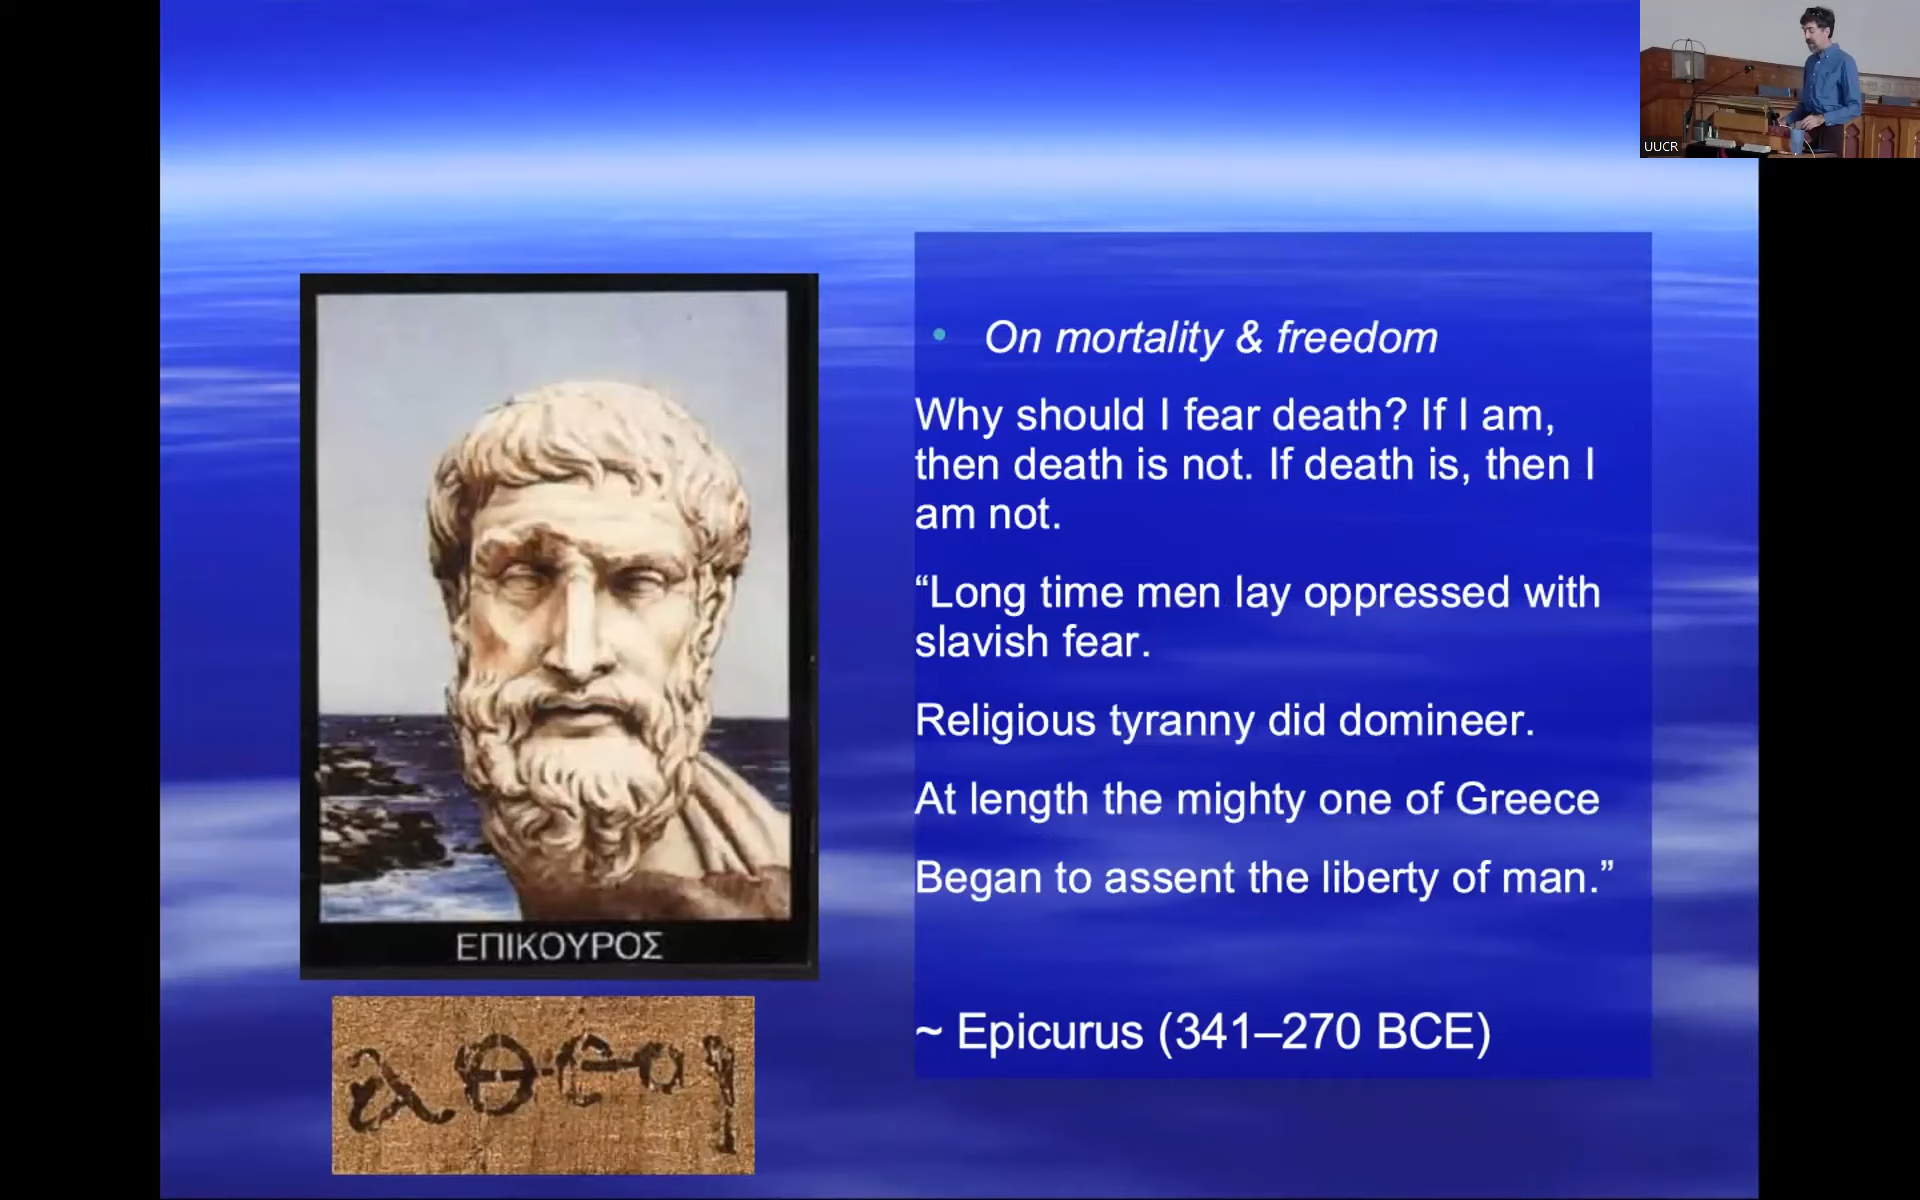 UUCR
• On mortality & freedom
Why should I fear death? If I am,
then death is not. If death is, then I
am not.
“Long time men lay oppressed with
slavish fear.
Religious tyranny did domineer.
At length the mighty one of Greece
Began to assent the liberty of man.”
~ Epicurus (341–270 BCE)
ΕΠΙΚΟΥΡΟΣ
αθεοι